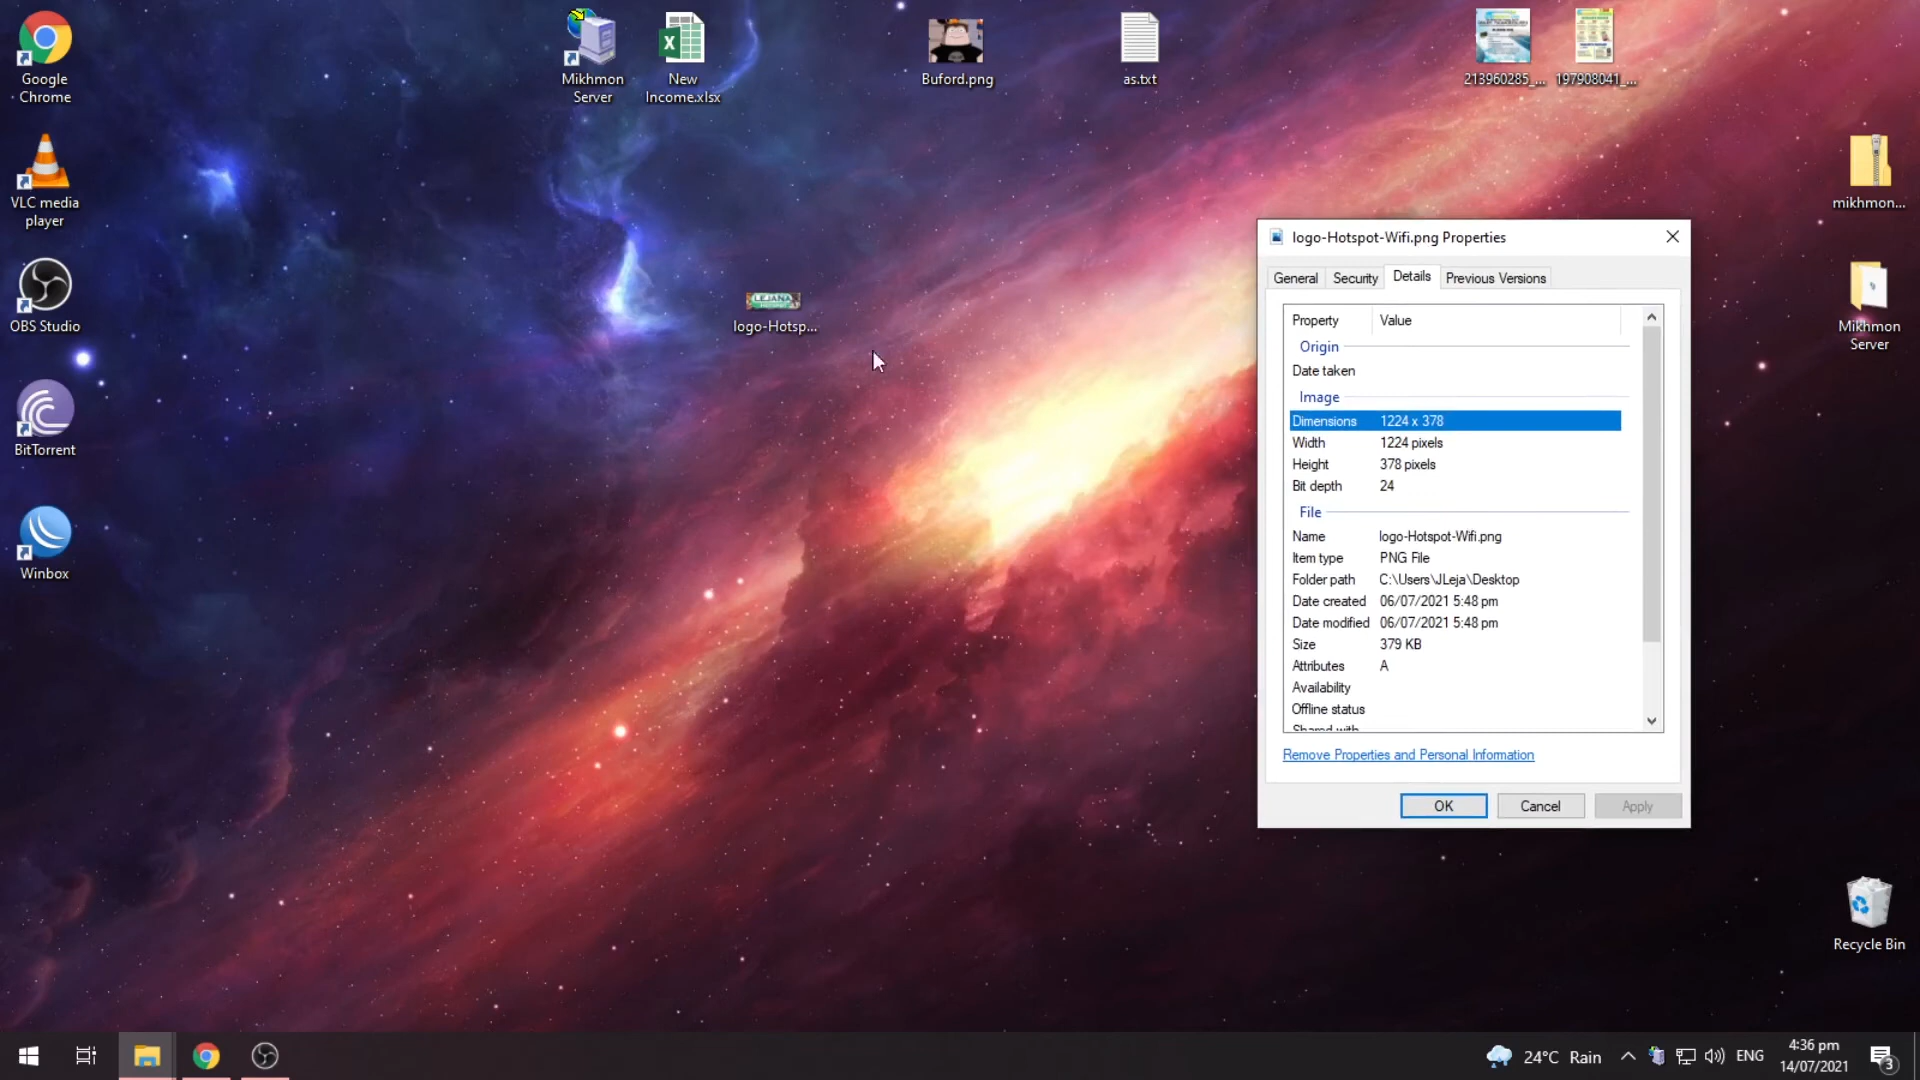 Google
Chrome
VLC media
player
OBS Studio
BitTorrent
Winbox
Mikhmon
Server
New
Income.xlsx
Buford.png
as.txt
213960285_...
197908041_...
mikhmon...
Mikhmon
Server
Recycle Bin
LEJANA
logo-Hotsp...
logo-Hotspot-Wifi.png Properties
General Security Details Previous Versions
Property Value
Origin
Date taken
Image
Dimensions 1224 x 378
Width 1224 pixels
Height 378 pixels
Bit depth 24
File
Name logo-Hotspot-Wifi.png
Item type PNG File
Folder path C:\Users\JLeja\Desktop
Date created 06/07/2021 5:48 pm
Date modified 06/07/2021 5:48 pm
Size 379 KB
Attributes A
Availability
Offline status
Shared with
Remove Properties and Personal Information
OK Cancel Apply
24°C Rain ENG 4:36 pm
14/07/2021 3